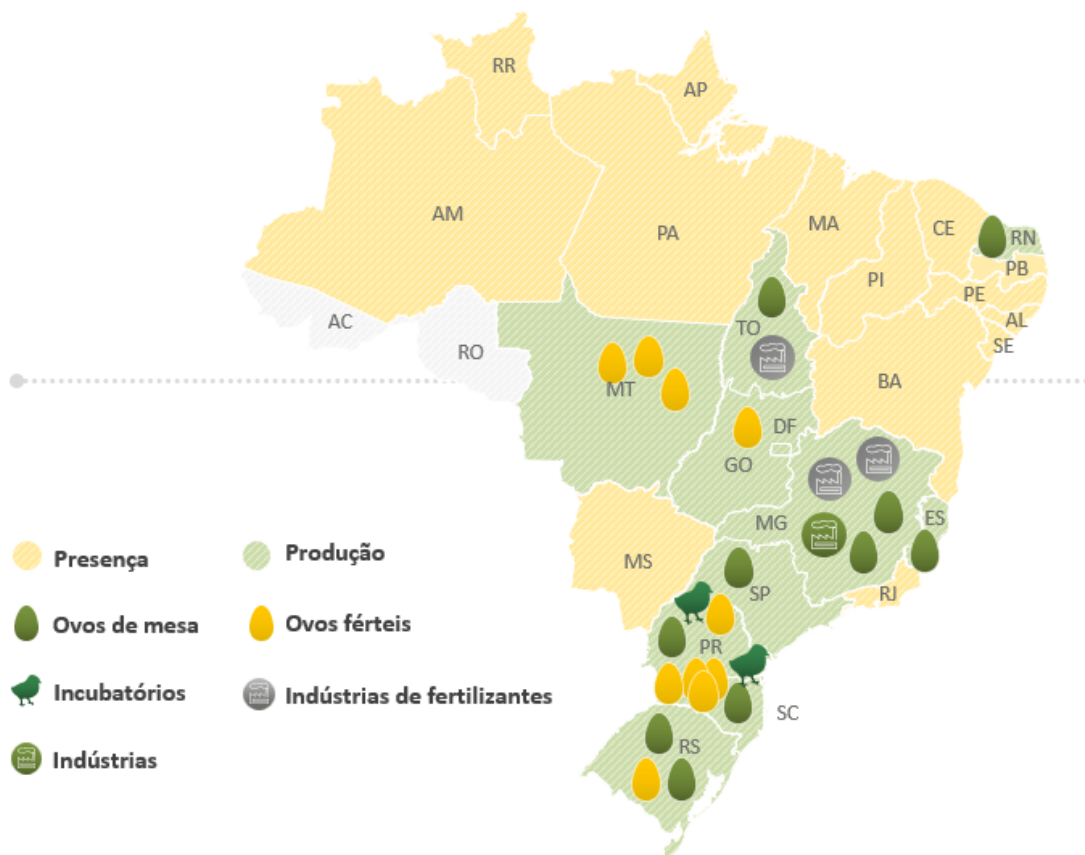 RR
AP
AM
PA
MA
CE
RN
PB
PI
PE
AL
SE
AC
RO
TO
BA
MT
DF
GO
MG
ES
MS
SP
RJ
PR
SC
RS
Presença
Produção
Ovos de mesa
Ovos férteis
Incubatórios
Indústrias de fertilizantes
Indústrias